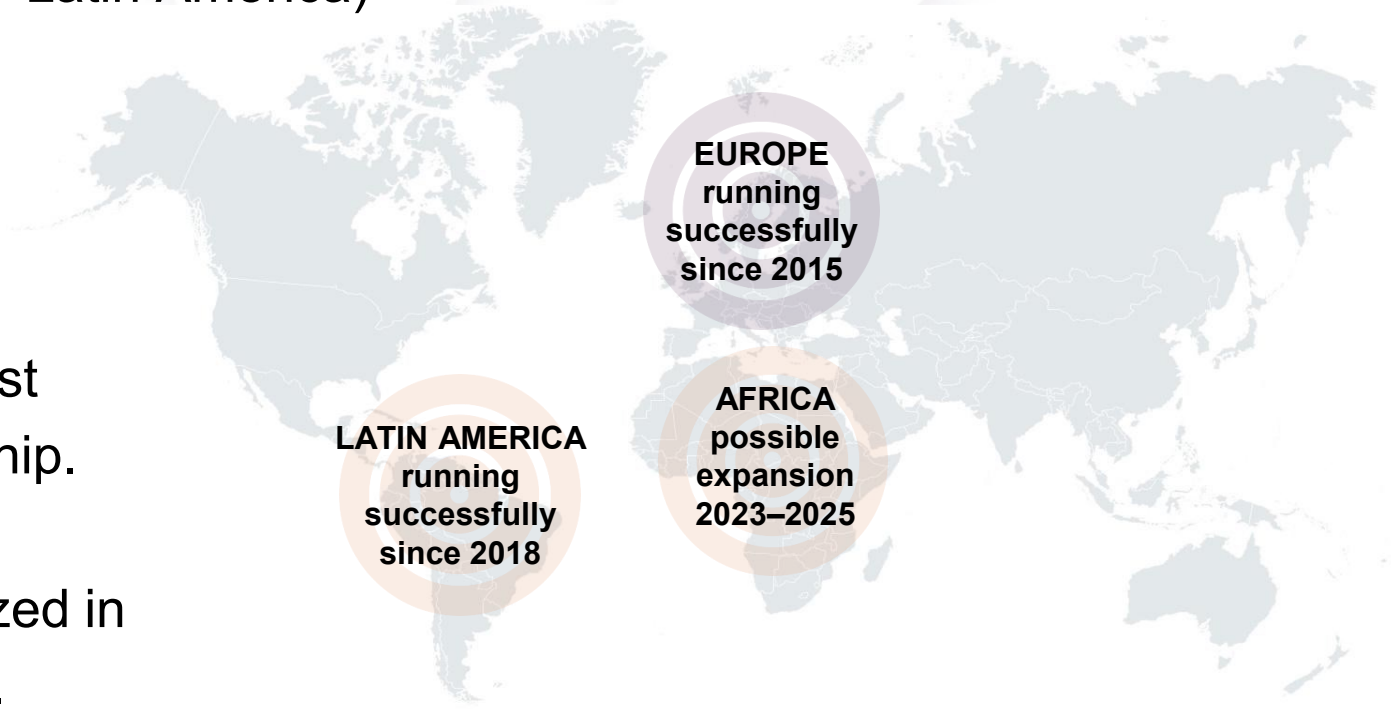 Latin America)
EUROPE
running
successfully
since 2015
st
hip.
LATIN AMERICA
running
successfully
since 2018
AFRICA
possible
expansion
2023–2025
zed in